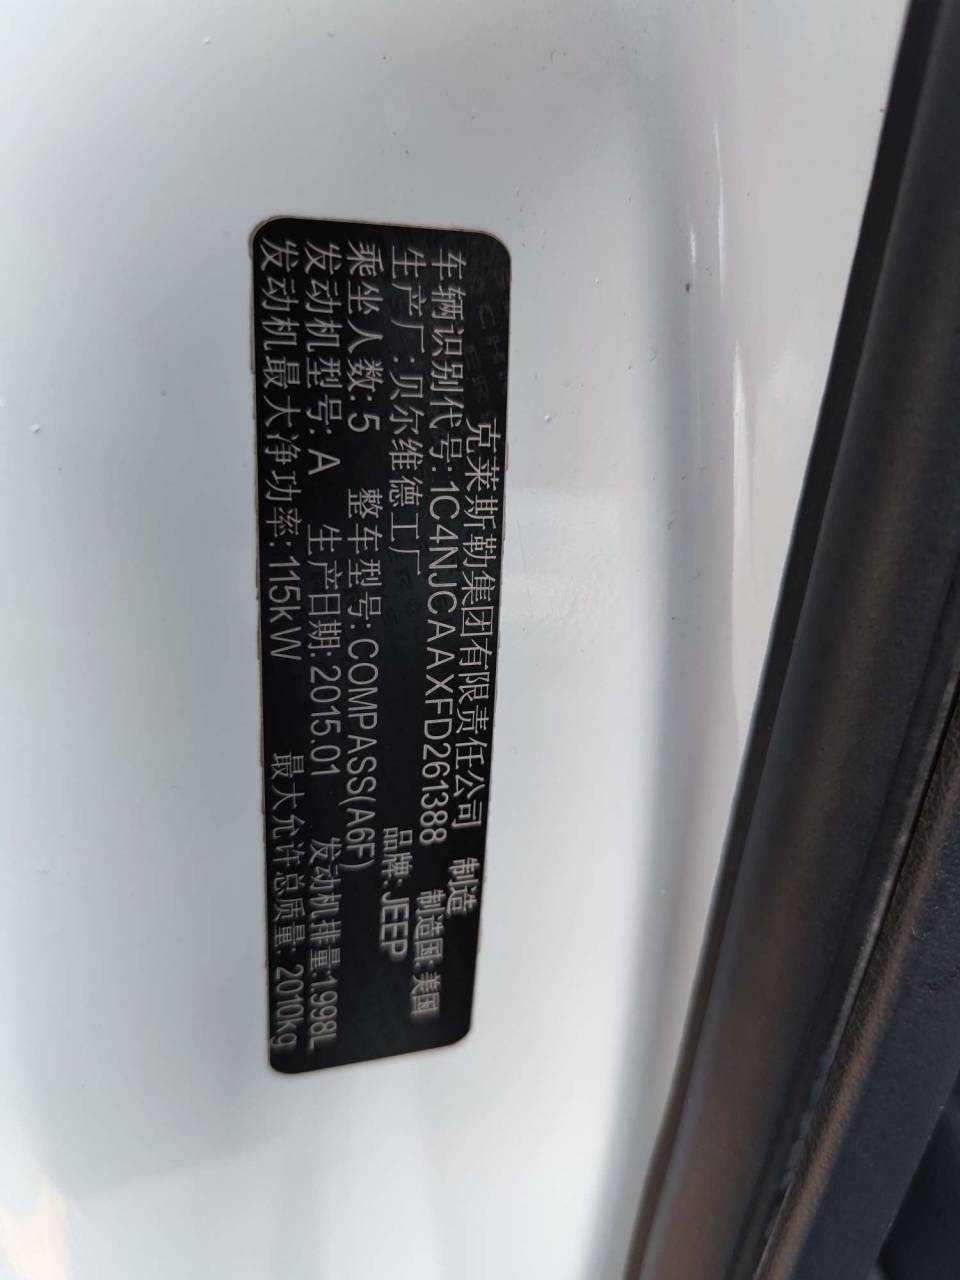 克莱斯勒集团有限责任公司 制造
车辆识别代号:1C4NJCAAXFD261388 制造国:美国
生产厂:贝尔维德工厂 品牌:JEEP
乘坐人数:5 整车型号:COMPASS(A6F)
发动机型号:A 生产日期:2015.01 发动机排量:1.998L
发动机最大净功率:115kW 最大允许总质量:2010kg